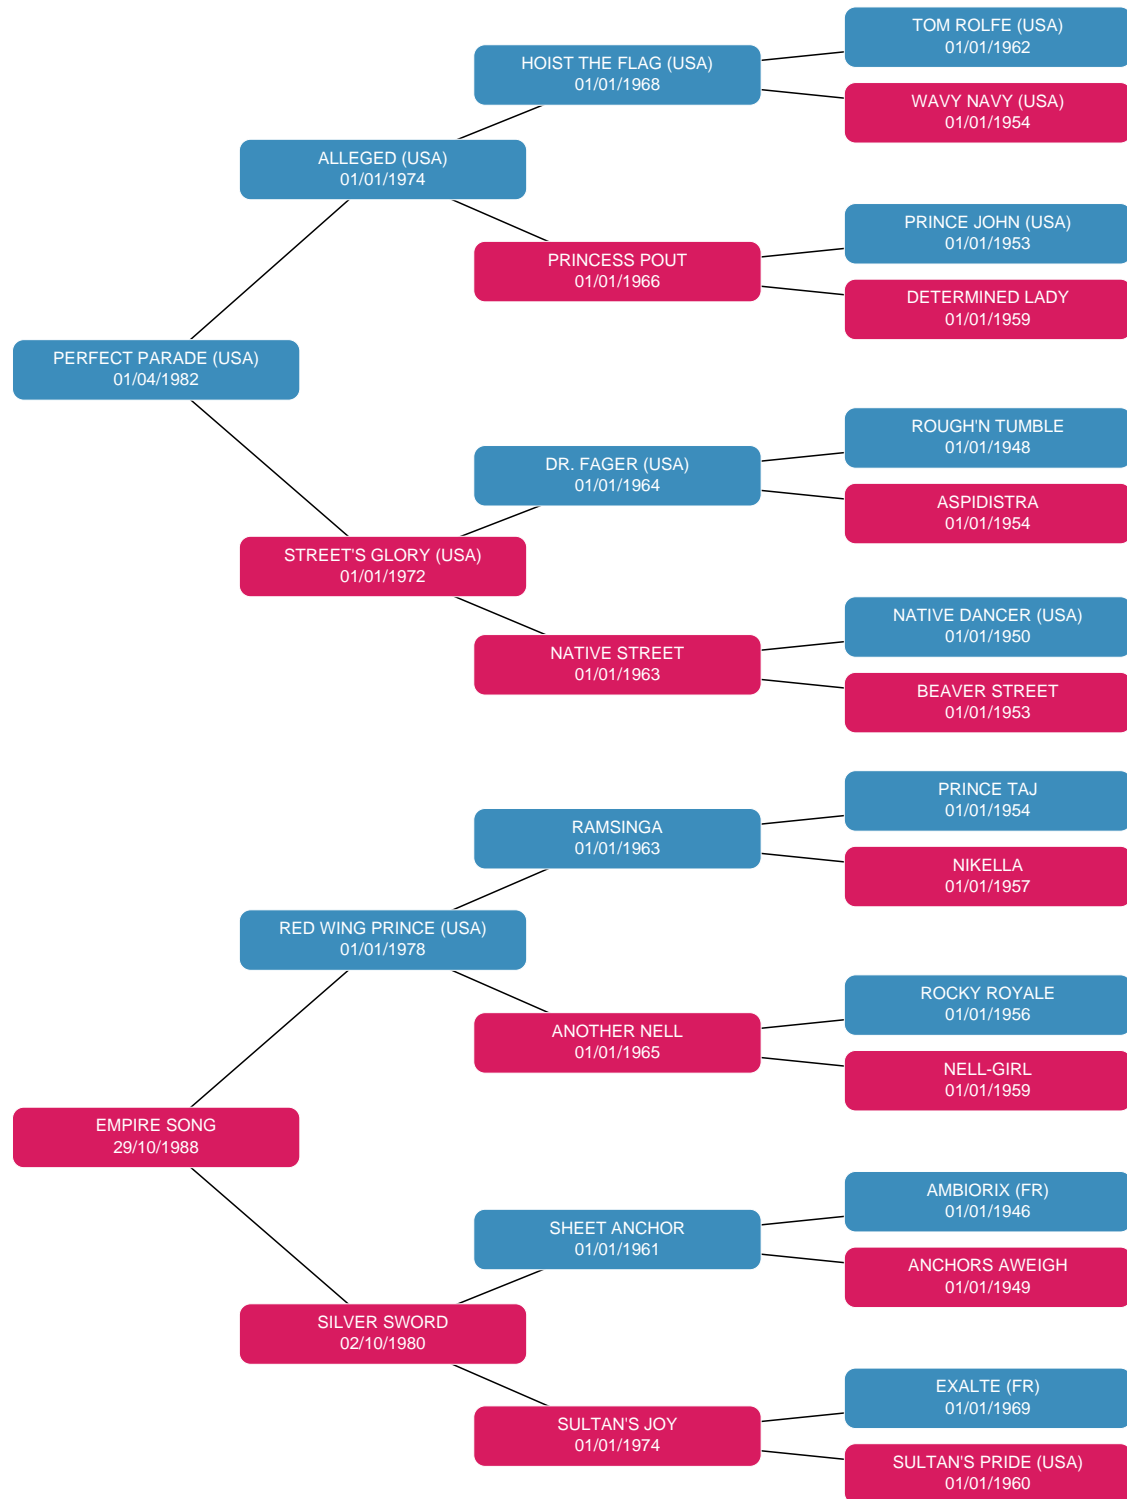 TOM ROLFE (USA)
01/01/1962
HOIST THE FLAG (USA)
01/01/1968
WAVY NAVY (USA)
01/01/1954
ALLEGED (USA)
01/01/1974
PRINCE JOHN (USA)
01/01/1953
PRINCESS POUT
01/01/1966
DETERMINED LADY
01/01/1959
PERFECT PARADE (USA)
01/04/1982
ROUGH'N TUMBLE
01/01/1948
DR. FAGER (USA)
01/01/1964
ASPIDISTRA
01/01/1954
STREET'S GLORY (USA)
01/01/1972
NATIVE DANCER (USA)
01/01/1950
NATIVE STREET
01/01/1963
BEAVER STREET
01/01/1953
PRINCE TAJ
01/01/1954
RAMSINGA
01/01/1963
NIKELLA
01/01/1957
RED WING PRINCE (USA)
01/01/1978
ROCKY ROYALE
01/01/1956
ANOTHER NELL
01/01/1965
NELL-GIRL
01/01/1959
EMPIRE SONG
29/10/1988
AMBIORIX (FR)
01/01/1946
SHEET ANCHOR
01/01/1961
ANCHORS AWEIGH
01/01/1949
SILVER SWORD
02/10/1980
EXALTE (FR)
01/01/1969
SULTAN'S JOY
01/01/1974
SULTAN'S PRIDE (USA)
01/01/1960